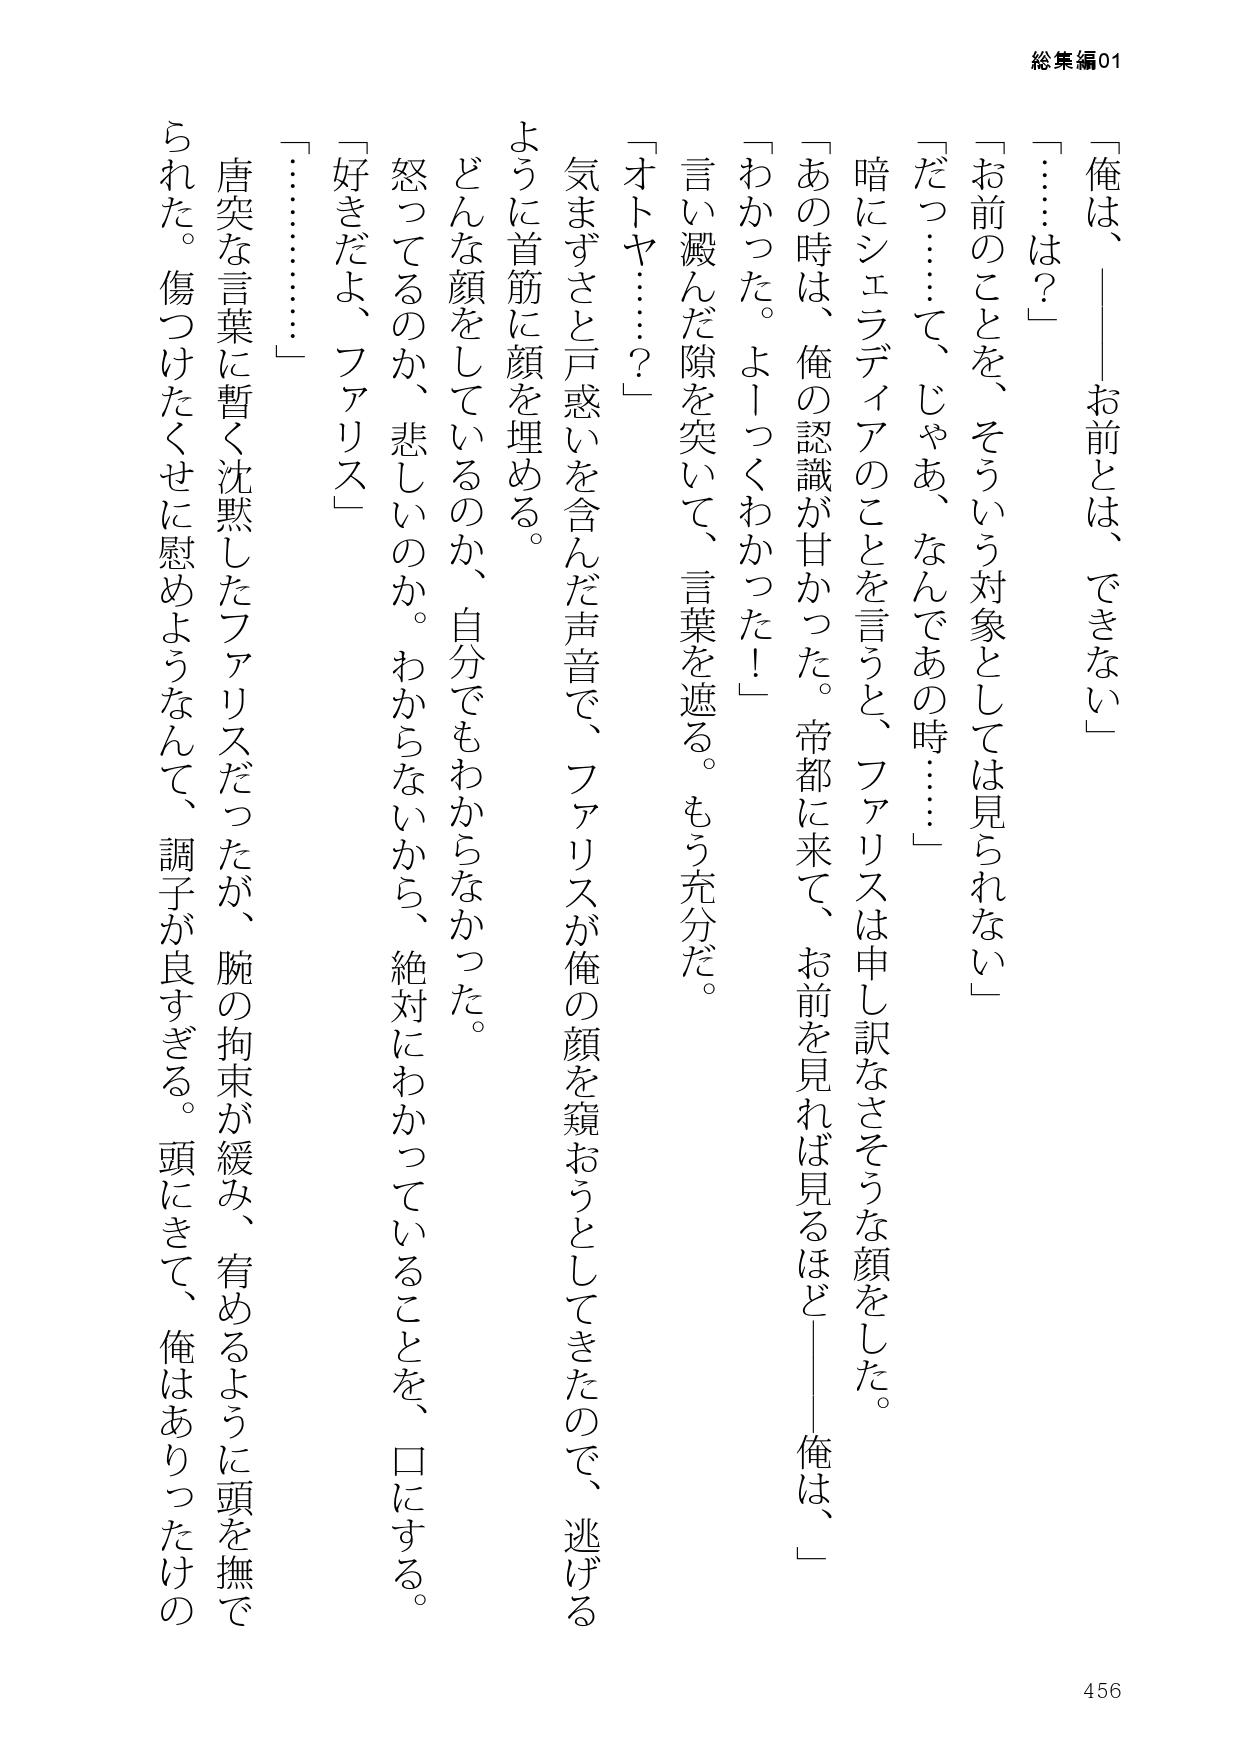 総集編01
「俺は、――――お前とは、できない」
「……は？」
「お前のことを、そういう対象としては見られない」
「だっ……て、じゃあ、なんであの時……」
暗にシェラディアのことを言うと、ファリスは申し訳なさそうな顔をした。
「あの時は、俺の認識が甘かった。帝都に来て、お前を見れば見るほど――――俺は、」
「わかった。よーっくわかった！」
言い澱んだ隙を突いて、言葉を遮る。もう充分だ。
「オトヤ……？」
気まずさと戸惑いを含んだ声音で、ファリスが俺の顔を窺おうとしてきたので、逃げる
ように首筋に顔を埋める。
どんな顔をしているのか、自分でもわからなかった。
怒ってるのか、悲しいのか。わからないから、絶対にわかっていることを、口にする。
「好きだよ、ファリス」
「…………」
唐突な言葉に暫く沈黙したファリスだったが、腕の拘束が緩み、宥めるように頭を撫で
られた。傷つけたくせに慰めようなんて、調子が良すぎる。頭にきて、俺はありったけの
456